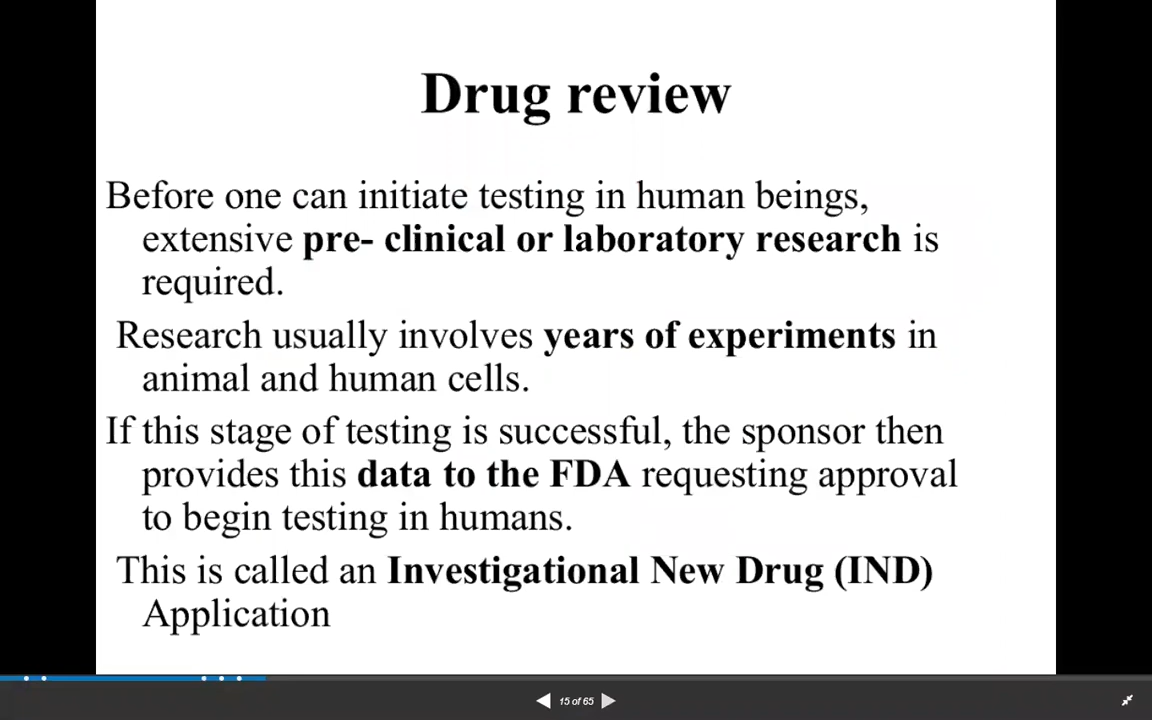 Drug review
Before one can initiate testing in human beings,
extensive pre- clinical or laboratory research is
required.
Research usually involves years of experiments in
animal and human cells.
If this stage of testing is successful, the sponsor then
provides this data to the FDA requesting approval
to begin testing in humans.
This is called an Investigational New Drug (IND)
Application
15 of 65